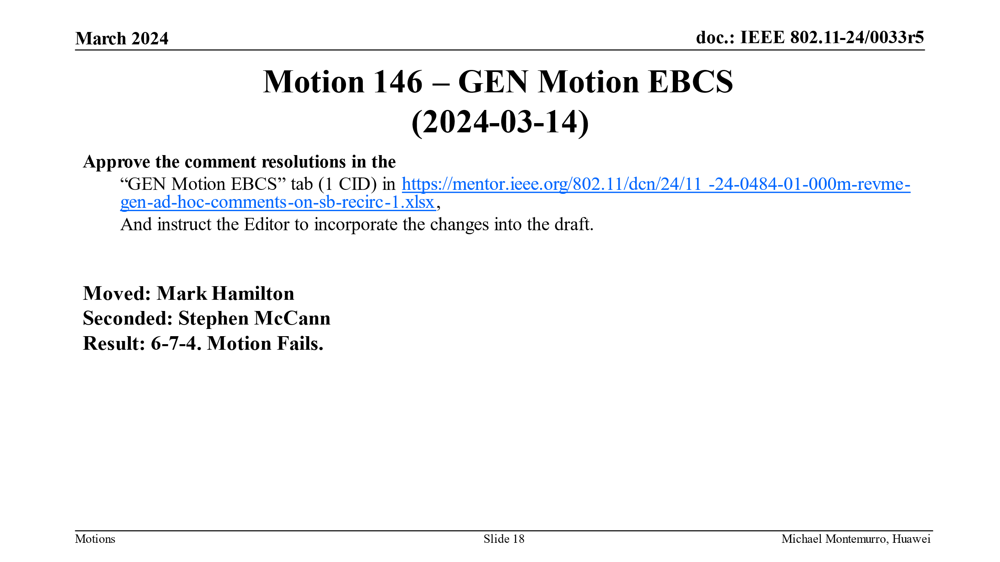 March 2024
doc.: IEEE 802.11-24/0033r5
Motion 146 – GEN Motion EBCS
(2024-03-14)
Approve the comment resolutions in the
“GEN Motion EBCS” tab (1 CID) in https://mentor.ieee.org/802.11/dcn/24/11 -24-0484-01-000m-revme-
gen-ad-hoc-comments-on-sb-recirc-1.xlsx,
And instruct the Editor to incorporate the changes into the draft.
Moved: Mark Hamilton
Seconded: Stephen McCann
Result: 6-7-4. Motion Fails.
Motions
Slide 18
Michael Montemurro, Huawei